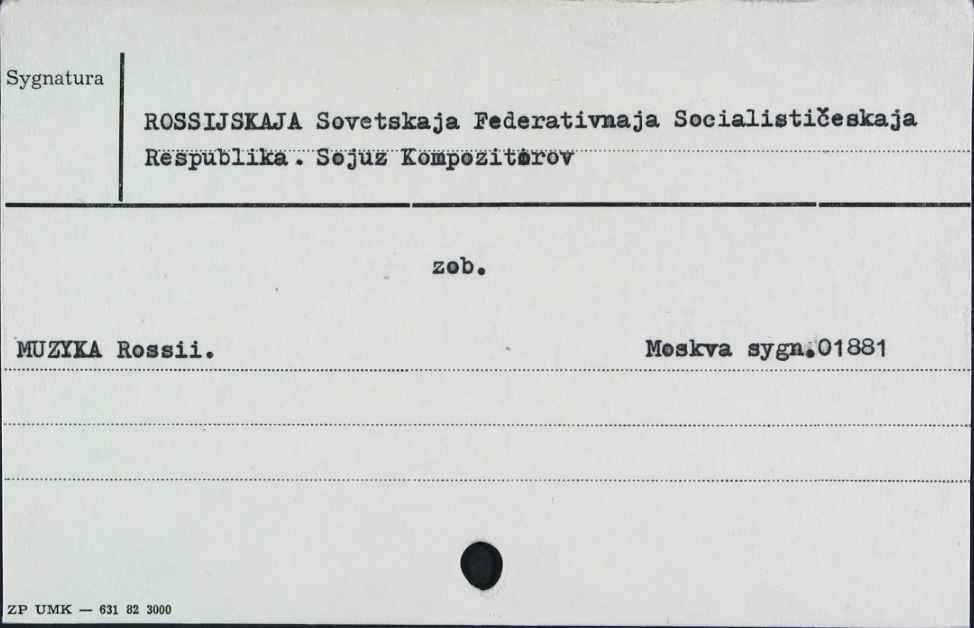 Sygnatura
ROSSIJSKAJA Sovetskaja Federativnaja Socialističeskaja
Respublika. Sojuz Kompozitorov
zob.
MUZYKA Rossii. Moskva sygn.01881
ZP UMK — 631 82 3000